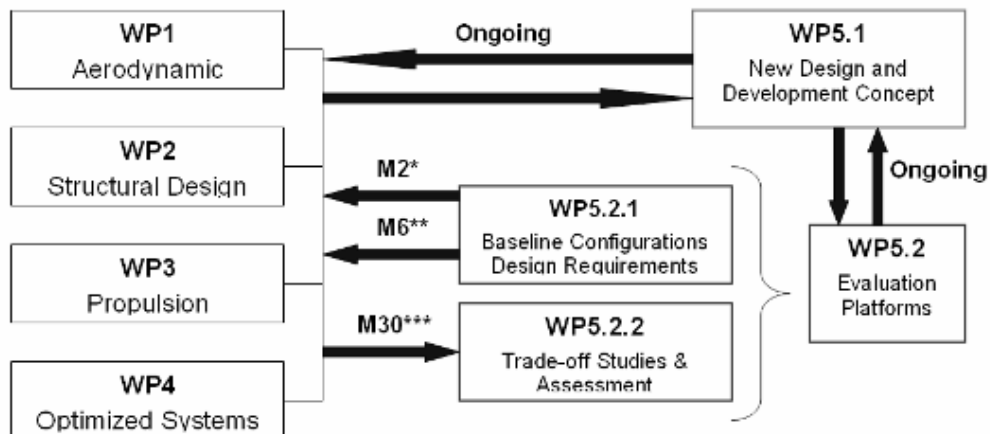 WP1
Aerodynamic
WP2
Structural Design
WP3
Propulsion
WP4
Optimized Systems
Ongoing
WP5.1
New Design and
Development Concept
M2*
M6**
WP5.2.1
Baseline Configurations
Design Requirements
M30***
WP5.2.2
Trade-off Studies &
Assessment
Ongoing
WP5.2
Evaluation
Platforms